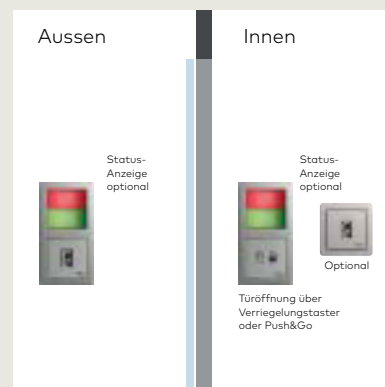 Aussen
Innen
Status-
Anzeige
optional
Status-
Anzeige
optional
Optional
Türöffnung über
Verriegelungstaster
oder Push&Go